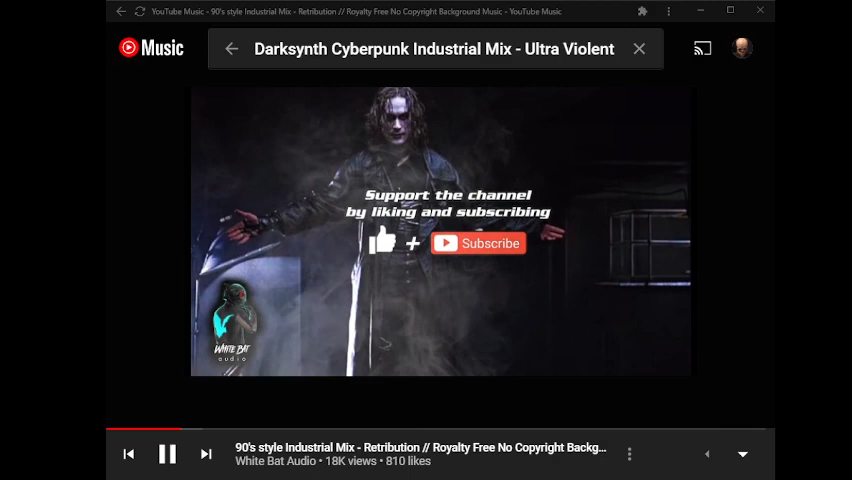 YouTube Music - 90's style Industrial Mix - Retribution // Royalty Free No Copyright Background Music - YouTube Music
Music
Darksynth Cyberpunk Industrial Mix - Ultra Violent
Support the channel
by liking and subscribing
+
Subscribe
WHITE BAT
audio
90's style Industrial Mix - Retribution // Royalty Free No Copyright Backg...
White Bat Audio • 18K views • 810 likes